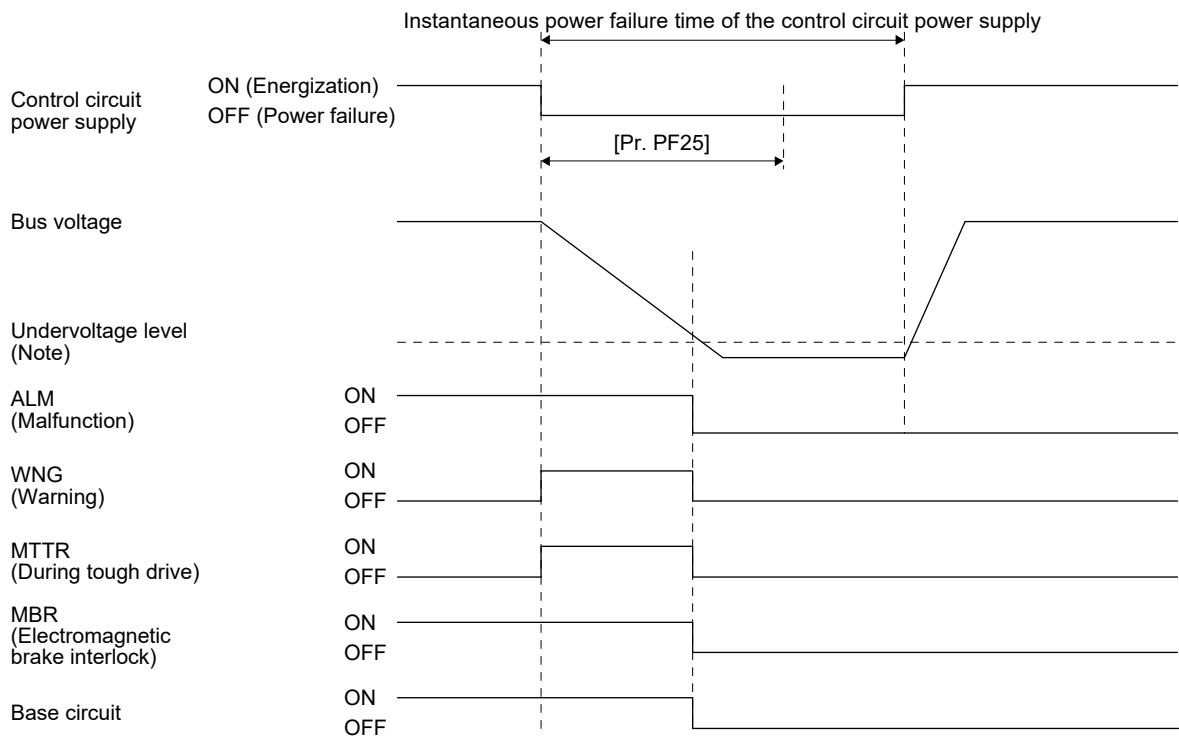 Instantaneous power failure time of the control circuit power supply
ON (Energization)
Control circuit
power supply
OFF (Power failure)
[Pr. PF25]
Bus voltage
Undervoltage level
(Note)
ALM
(Malfunction)
ON
OFF
WNG
(Warning)
ON
OFF
MTTR
(During tough drive)
ON
OFF
MBR
(Electromagnetic
brake interlock)
ON
OFF
Base circuit
ON
OFF